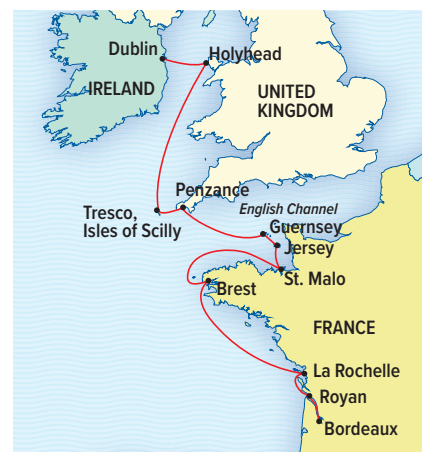 Dublin
Holyhead
IRELAND
UNITED
KINGDOM
Penzance
Tresco,
Isles of Scilly
English Channel
Guernsey
Jersey
St. Malo
Brest
FRANCE
La Rochelle
Royan
Bordeaux